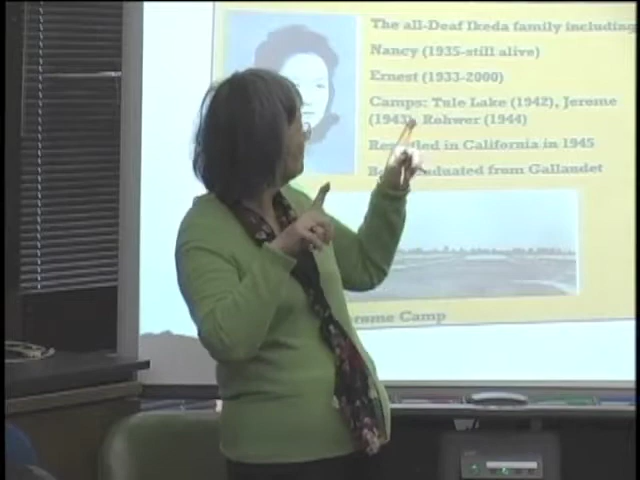 The all-Deaf Ikeda family including
Nancy (1935-still alive)
Ernest (1933-2000)
Camps: Tule Lake (1942), Jerome
(1943) Rohwer (1944)
in California in 1945
graduated from Gallaudet
Camp